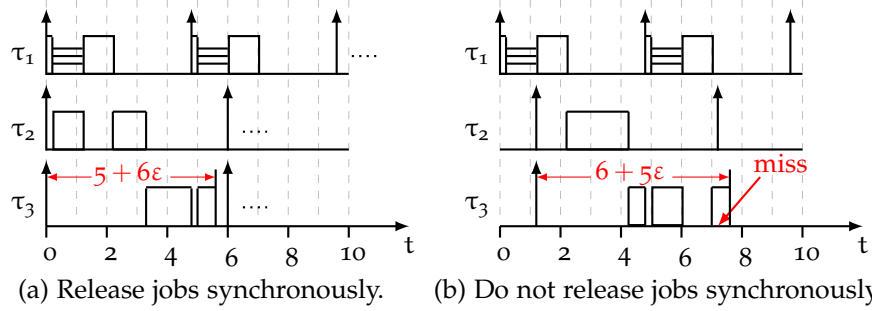 τ₁ ....
τ₂ ....
5 + 6ε
τ₃ ....
0 2 4 6 8 10 t
(a) Release jobs synchronously.
τ₁
τ₂
6 + 5ε miss
τ₃
0 2 4 6 8 10 t
(b) Do not release jobs synchronously